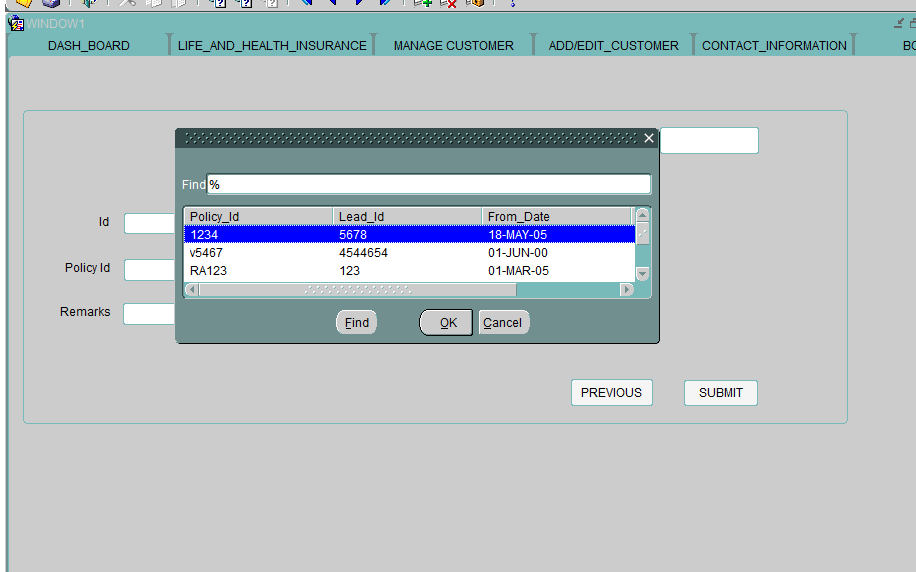 WINDOW1
DASH_BOARD LIFE_AND_HEALTH_INSURANCE MANAGE CUSTOMER ADD/EDIT_CUSTOMER CONTACT_INFORMATION BO
Find %
Policy_Id Lead_Id From_Date
1234 5678 18-MAY-05
v5467 4544654 01-JUN-00
RA123 123 01-MAR-05
Id
Policy Id
Remarks
Find OK Cancel
PREVIOUS SUBMIT